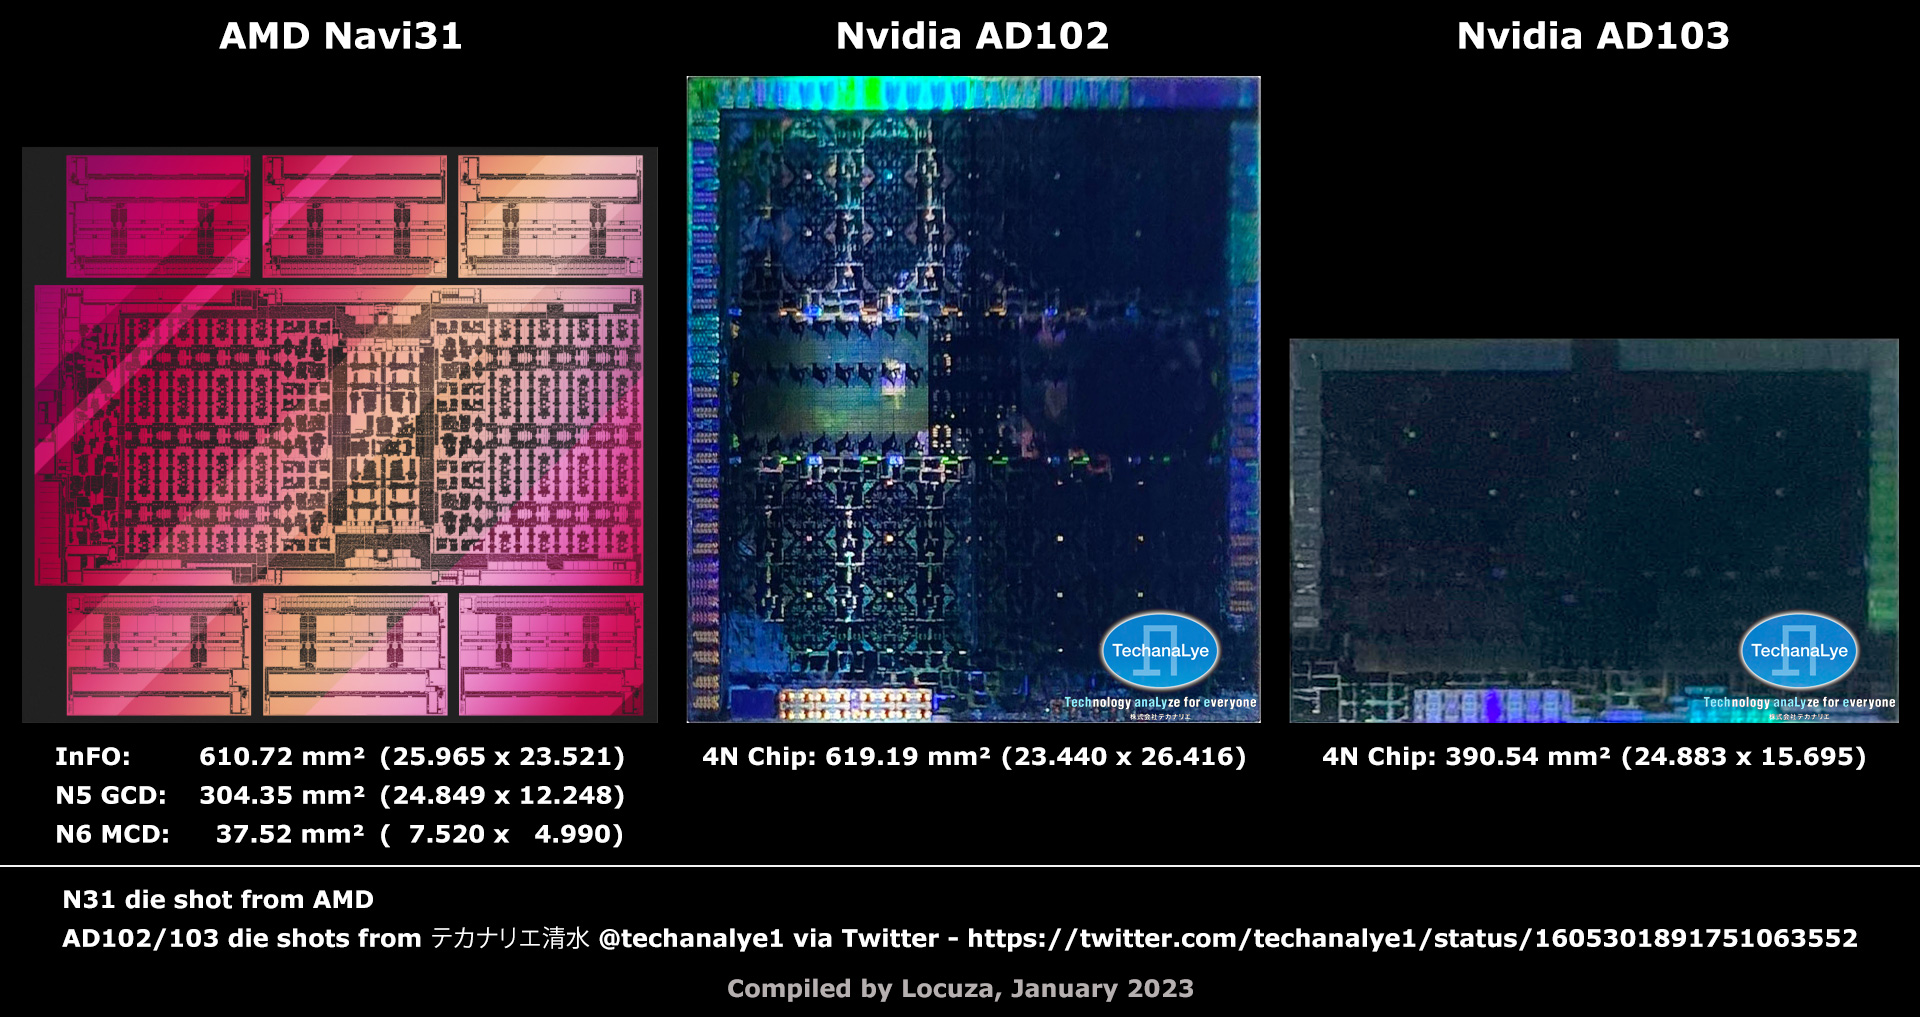 AMD Navi31
Nvidia AD102
Nvidia AD103
TechanaLye
Technology anaLyze for everyone
株式会社テカナリエ
TechanaLye
Technology anaLyze for everyone
株式会社テカナリエ
InFO: 610.72 mm² (25.965 x 23.521)
N5 GCD: 304.35 mm² (24.849 x 12.248)
N6 MCD: 37.52 mm² ( 7.520 x 4.990)
4N Chip: 619.19 mm² (23.440 x 26.416)
4N Chip: 390.54 mm² (24.883 x 15.695)
N31 die shot from AMD
AD102/103 die shots from テカナリエ清水 @techanalye1 via Twitter - https://twitter.com/techanalye1/status/1605301891751063552
Compiled by Locuza, January 2023